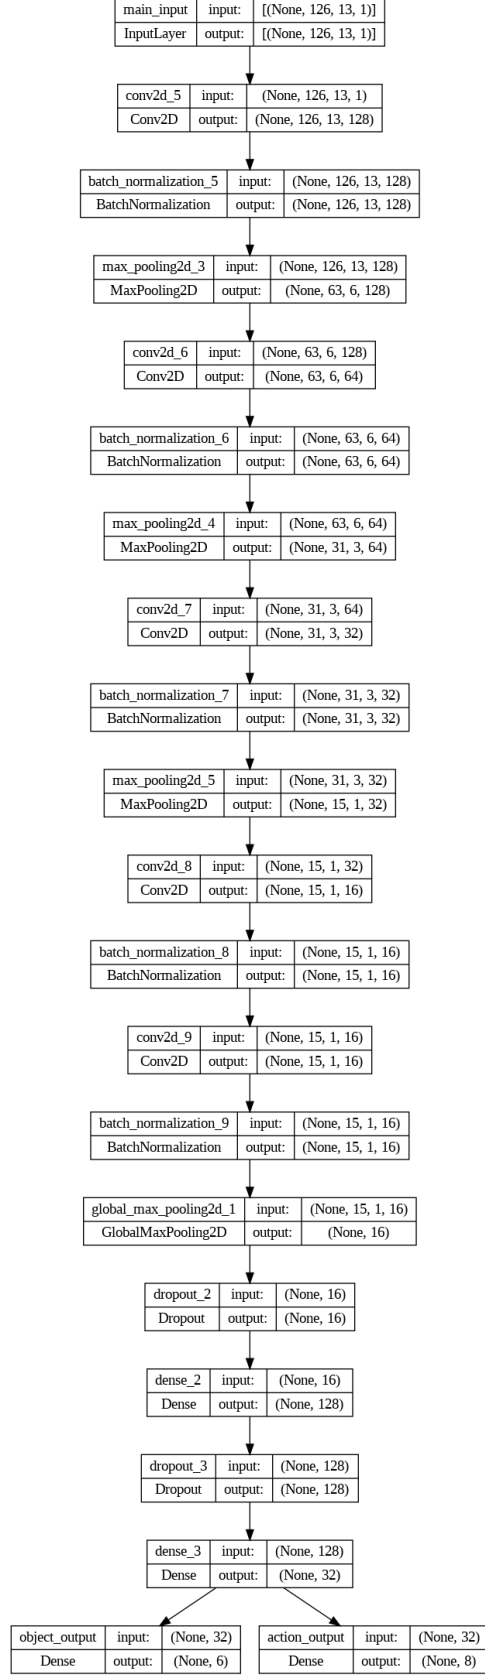 main_input input: [(None, 126, 13, 1)]
InputLayer output: [(None, 126, 13, 1)]
conv2d_5 input: (None, 126, 13, 1)
Conv2D output: (None, 126, 13, 128)
batch_normalization_5 input: (None, 126, 13, 128)
BatchNormalization output: (None, 126, 13, 128)
max_pooling2d_3 input: (None, 126, 13, 128)
MaxPooling2D output: (None, 63, 6, 128)
conv2d_6 input: (None, 63, 6, 128)
Conv2D output: (None, 63, 6, 64)
batch_normalization_6 input: (None, 63, 6, 64)
BatchNormalization output: (None, 63, 6, 64)
max_pooling2d_4 input: (None, 63, 6, 64)
MaxPooling2D output: (None, 31, 3, 64)
conv2d_7 input: (None, 31, 3, 64)
Conv2D output: (None, 31, 3, 32)
batch_normalization_7 input: (None, 31, 3, 32)
BatchNormalization output: (None, 31, 3, 32)
max_pooling2d_5 input: (None, 31, 3, 32)
MaxPooling2D output: (None, 15, 1, 32)
conv2d_8 input: (None, 15, 1, 32)
Conv2D output: (None, 15, 1, 16)
batch_normalization_8 input: (None, 15, 1, 16)
BatchNormalization output: (None, 15, 1, 16)
conv2d_9 input: (None, 15, 1, 16)
Conv2D output: (None, 15, 1, 16)
batch_normalization_9 input: (None, 15, 1, 16)
BatchNormalization output: (None, 15, 1, 16)
global_max_pooling2d_1 input: (None, 15, 1, 16)
GlobalMaxPooling2D output: (None, 16)
dropout_2 input: (None, 16)
Dropout output: (None, 16)
dense_2 input: (None, 16)
Dense output: (None, 128)
dropout_3 input: (None, 128)
Dropout output: (None, 128)
dense_3 input: (None, 128)
Dense output: (None, 32)
object_output input: (None, 32) action_output input: (None, 32)
Dense output: (None, 6) Dense output: (None, 8)